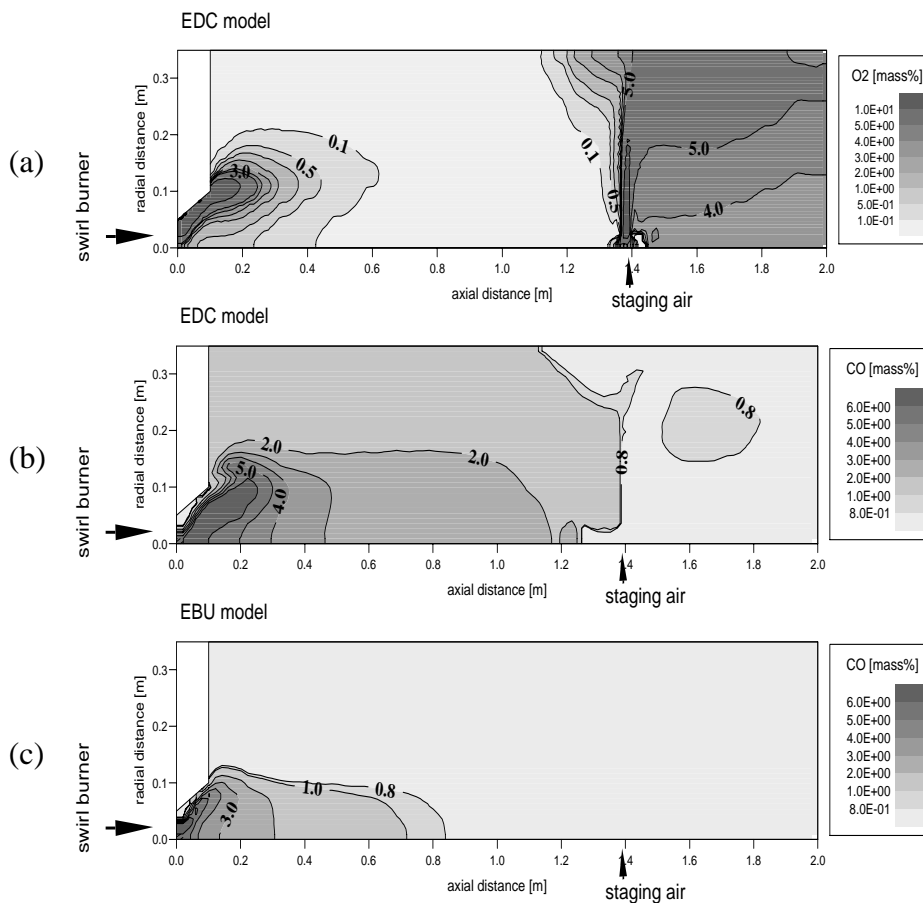 EDC model
(a)
swirl burner
radial distance [m]
0.3
0.2
0.1
0.0
3.0
0.5
0.1
0.1
0.5
5.0
5.0
4.0
0.0
0.2
0.4
0.6
0.8
1.0
1.2
1.4
1.6
1.8
2.0
axial distance [m]
staging air
O2 [mass%]
1.0E+01
5.0E+00
4.0E+00
3.0E+00
2.0E+00
1.0E+00
5.0E-01
1.0E-01
EDC model
(b)
swirl burner
radial distance [m]
0.3
0.2
0.1
0.0
2.0
5.0
4.0
2.0
0.8
0.8
0.0
0.2
0.4
0.6
0.8
1.0
1.2
1.4
1.6
1.8
2.0
axial distance [m]
staging air
CO [mass%]
6.0E+00
5.0E+00
4.0E+00
3.0E+00
2.0E+00
1.0E+00
8.0E-01
EBU model
(c)
swirl burner
radial distance [m]
0.3
0.2
0.1
0.0
3.0
1.0
0.8
0.0
0.2
0.4
0.6
0.8
1.0
1.2
1.4
1.6
1.8
2.0
axial distance [m]
staging air
CO [mass%]
6.0E+00
5.0E+00
4.0E+00
3.0E+00
2.0E+00
1.0E+00
8.0E-01